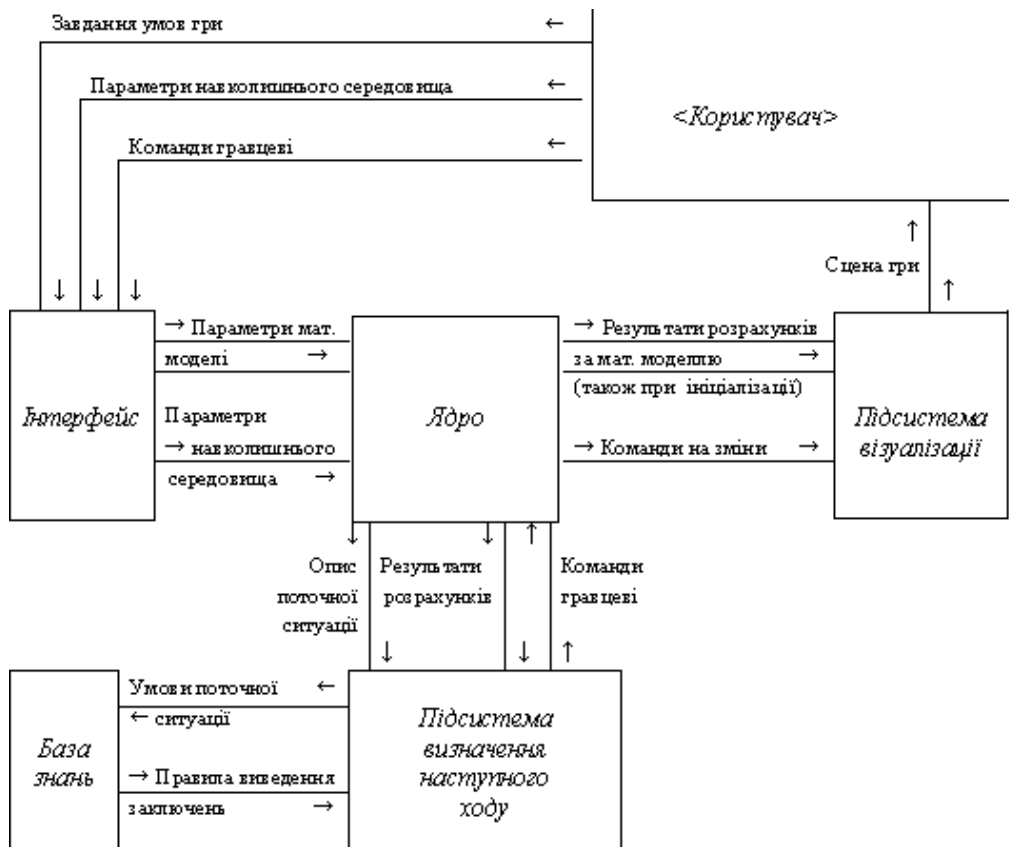 Завдання умов гри ←
Параметри навколишнього середовища ←
<Користувач>
Команди гравцеві ←
↑
Сцена гри
↓ ↓ ↓
↑
→ Параметри мат.
моделі →
→ Результати розрахунків
за мат. моделлю →
(також при ініціалізації)
Інтерфейс
Параметри
→ навколишнього
середовища →
Ядро
→ Команди на зміни →
Підсистема
візуалізації
↓ ↓ ↑
Опис
поточної
ситуації
Результати
розрахунків
Команди
гравцеві
↓ ↓ ↑
Умови поточної ←
← ситуації
База
знань
→ Правила виведення
заключень →
Підсистема
визначення
наступного
ходу